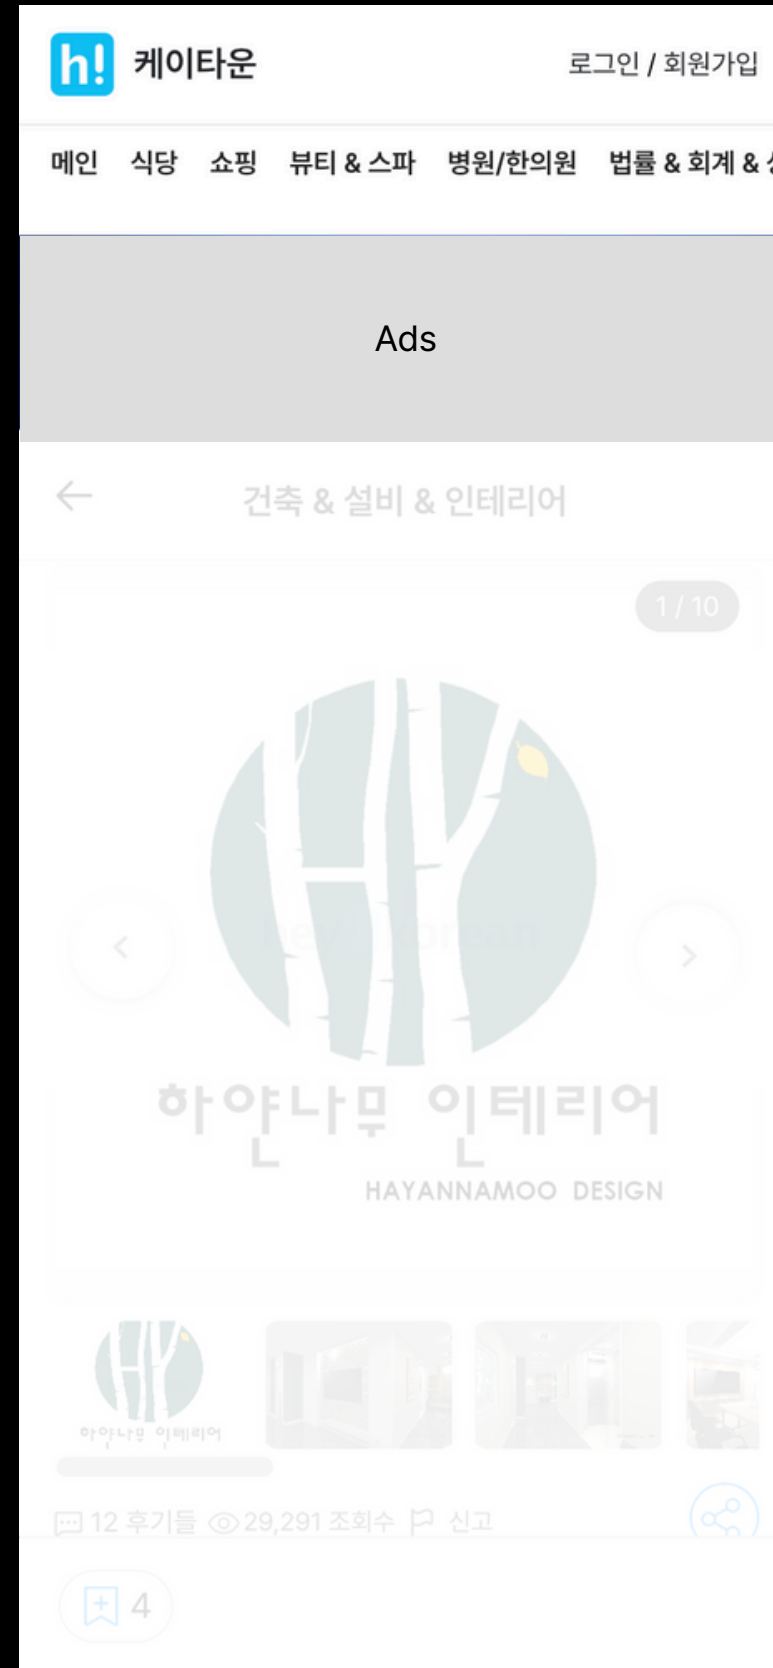 h! 케이타운 로그인 / 회원가입
메인 식당 쇼핑 뷰티 & 스파 병원/한의원 법률 & 회계 &
Ads
건축 & 설비 & 인테리어
1 / 10
hey!korean
하얀나무 인테리어
HAYANNAMOO DESIGN
하얀나무 인테리어
12 후기들 29,291 조회수 신고
4